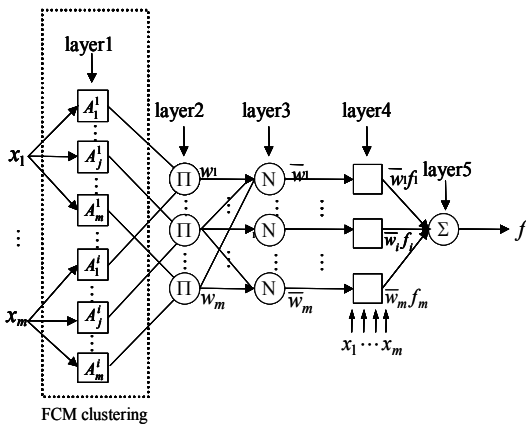 layer1
layer2
layer3
layer4
layer5
x₁
⋮
xₘ
A¹₁
A¹ⱼ
A¹ₘ
Aⁱ₁
Aⁱⱼ
Aⁱₘ
Π
Π
Π
w₁
wₘ
N
N
N
w̅₁
w̅ₘ
w̅₁f₁
w̅ᵢfᵢ
w̅ₘfₘ
Σ
f
x₁ ⋯ xₘ
FCM clustering